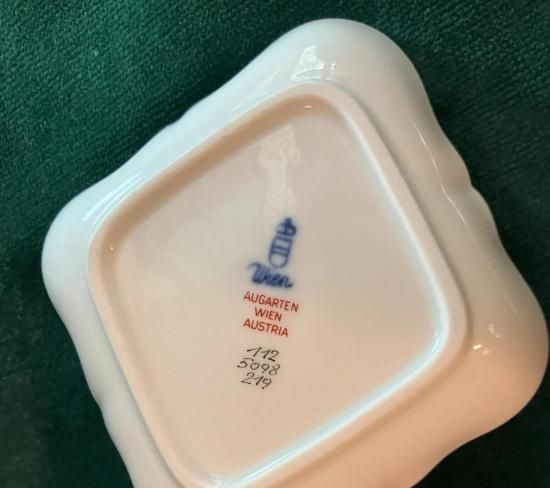 Wien
AUGARTEN
WIEN
AUSTRIA
112
5098
219